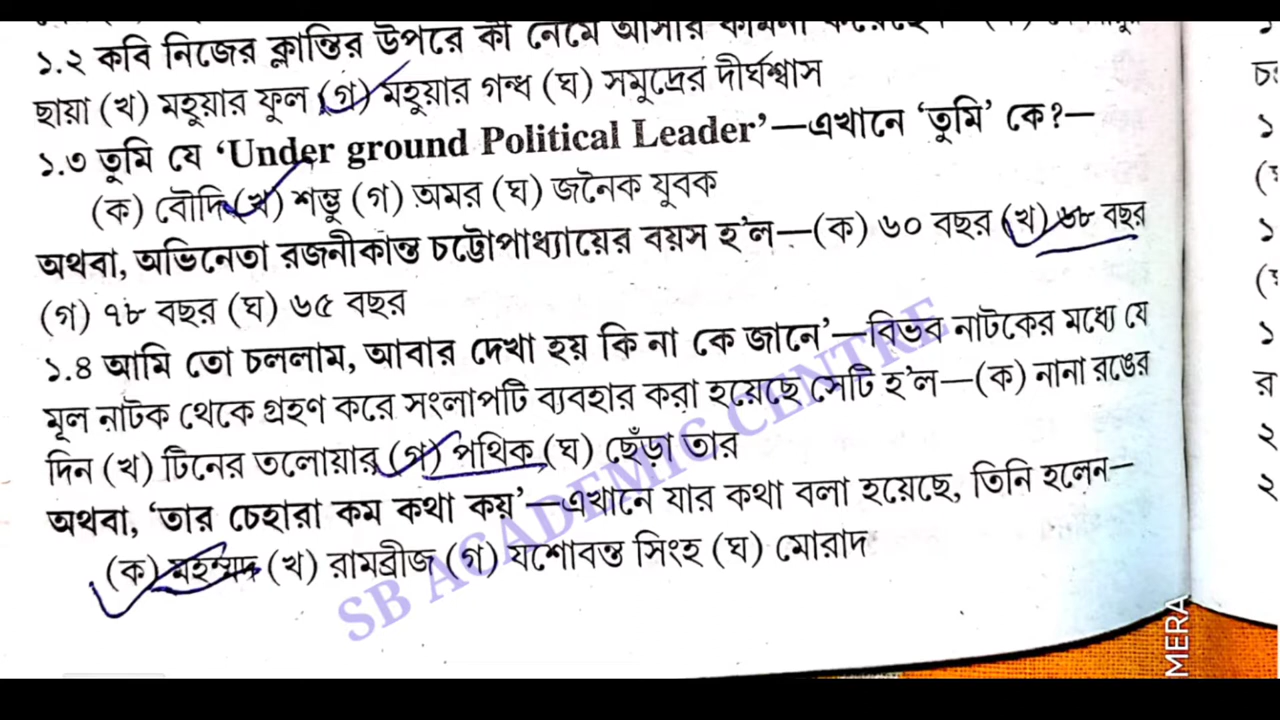 ১.২ কবি নিজের ক্লান্তির উপরে কী নেমে আসার কামনা করেছেন
ছায়া (খ) মহুয়ার ফুল (গ) মহুয়ার গন্ধ (ঘ) সমুদ্রের দীর্ঘশ্বাস
১.৩ তুমি যে ‘Under ground Political Leader’—এখানে ‘তুমি’ কে?—
(ক) বৌদি (খ) শম্ভু (গ) অমর (ঘ) জনৈক যুবক
অথবা, অভিনেতা রজনীকান্ত চট্টোপাধ্যায়ের বয়স হ’ল—(ক) ৬০ বছর (খ) ৬৮ বছর
(গ) ৭৮ বছর (ঘ) ৬৫ বছর
১.৪ আমি তো চললাম, আবার দেখা হয় কি না কে জানে’—বিভব নাটকের মধ্যে যে
মূল নাটক থেকে গ্রহণ করে সংলাপটি ব্যবহার করা হয়েছে সেটি হ’ল—(ক) নানা রঙের
দিন (খ) টিনের তলোয়ার (গ) পথিক (ঘ) ছেঁড়া তার
অথবা, ‘তার চেহারা কম কথা কয়’—এখানে যার কথা বলা হয়েছে, তিনি হলেন—
(ক) মহম্মদ (খ) রামব্রীজ (গ) যশোবন্ত সিংহ (ঘ) মোরাদ
SB ACADEMIC CENTRE
MERA